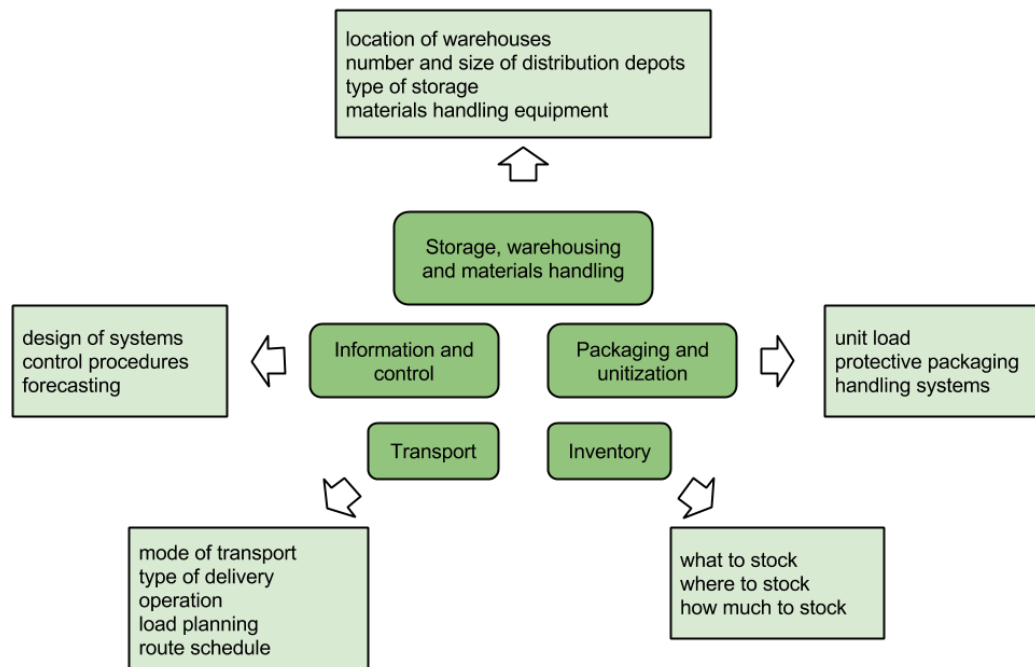 location of warehouses
number and size of distribution depots
type of storage
materials handling equipment
Storage, warehousing
and materials handling
design of systems
control procedures
forecasting
Information and
control
Packaging and
unitization
unit load
protective packaging
handling systems
Transport
Inventory
mode of transport
type of delivery
operation
load planning
route schedule
what to stock
where to stock
how much to stock